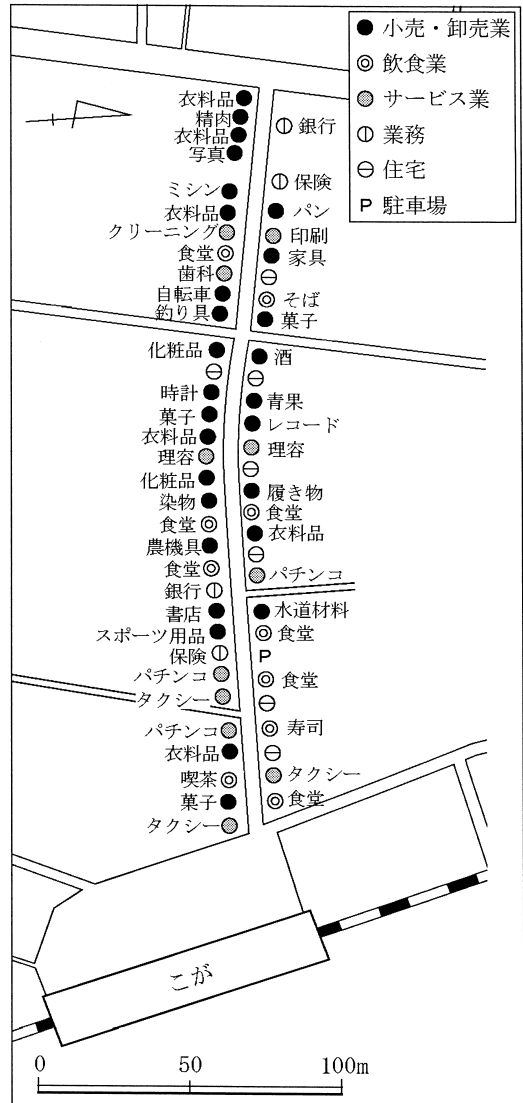 小売・卸売業
飲食業
サービス業
業務
住宅
P 駐車場
衣料品
精肉
衣料品
写真
ミシン
衣料品
クリーニング
食堂
歯科
自転車
釣り具
化粧品
時計
菓子
衣料品
理容
化粧品
染物
食堂
農機具
食堂
銀行
書店
スポーツ用品
保険
パチンコ
タクシー
パチンコ
衣料品
喫茶
菓子
タクシー
銀行
保険
パン
印刷
家具
そば
菓子
酒
青果
レコード
理容
履き物
食堂
衣料品
パチンコ
水道材料
食堂
P
食堂
寿司
タクシー
食堂
こが
0 50 100m